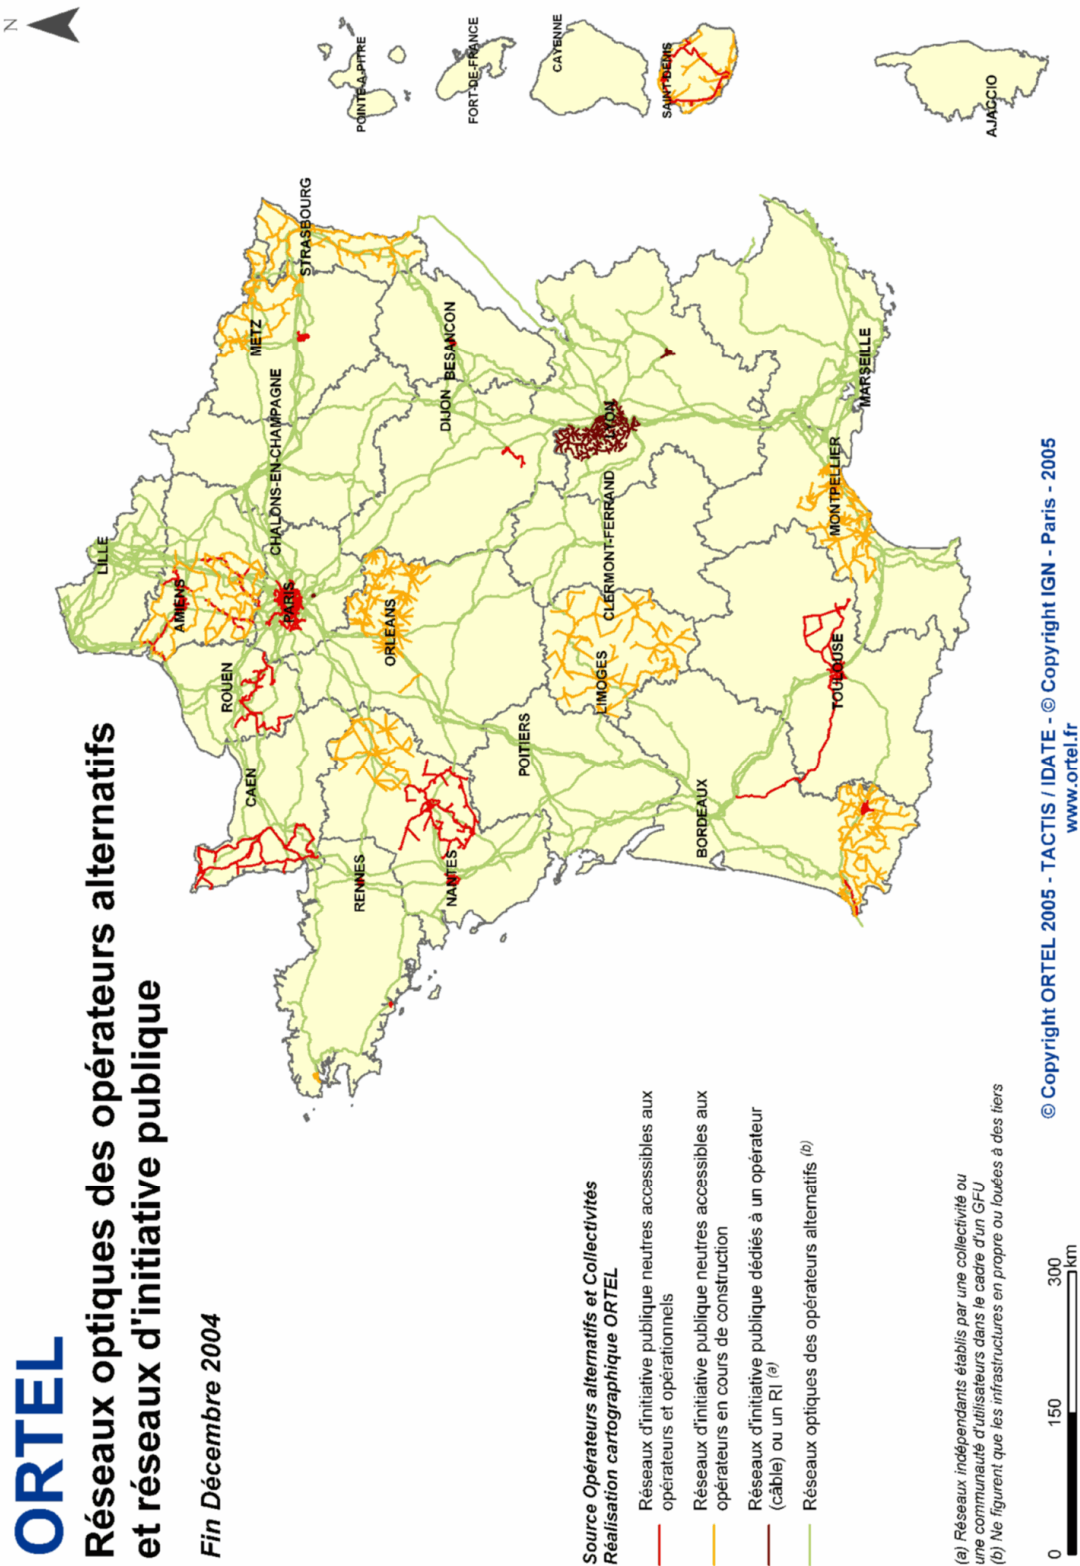 ORTEL
Réseaux optiques des opérateurs alternatifs
et réseaux d'initiative publique
Fin Décembre 2004
N
LILLE
AMIENS
ROUEN
CAEN
PARIS
CHALONS-EN-CHAMPAGNE
METZ
STRASBOURG
RENNES
ORLEANS
NANTES
DIJON
BESANCON
POITIERS
LIMOGES
CLERMONT-FERRAND
LYON
BORDEAUX
TOULOUSE
MONTPELLIER
MARSEILLE
POINTE-A-PITRE
FORT-DE-FRANCE
CAYENNE
SAINT-DENIS
AJACCIO
Source Opérateurs alternatifs et Collectivités
Réalisation cartographique ORTEL
Réseaux d'initiative publique neutres accessibles aux
opérateurs et opérationnels
Réseaux d'initiative publique neutres accessibles aux
opérateurs en cours de construction
Réseaux d'initiative publique dédiés à un opérateur
(câble) ou un RI (a)
Réseaux optiques des opérateurs alternatifs (b)
(a) Réseaux indépendants établis par une collectivité ou
une communauté d'utilisateurs dans le cadre d'un GFU
(b) Ne figurent que les infrastructures en propre ou louées à des tiers
0 150 300
km
© Copyright ORTEL 2005 - TACTIS / IDATE - © Copyright IGN - Paris - 2005
www.ortel.fr